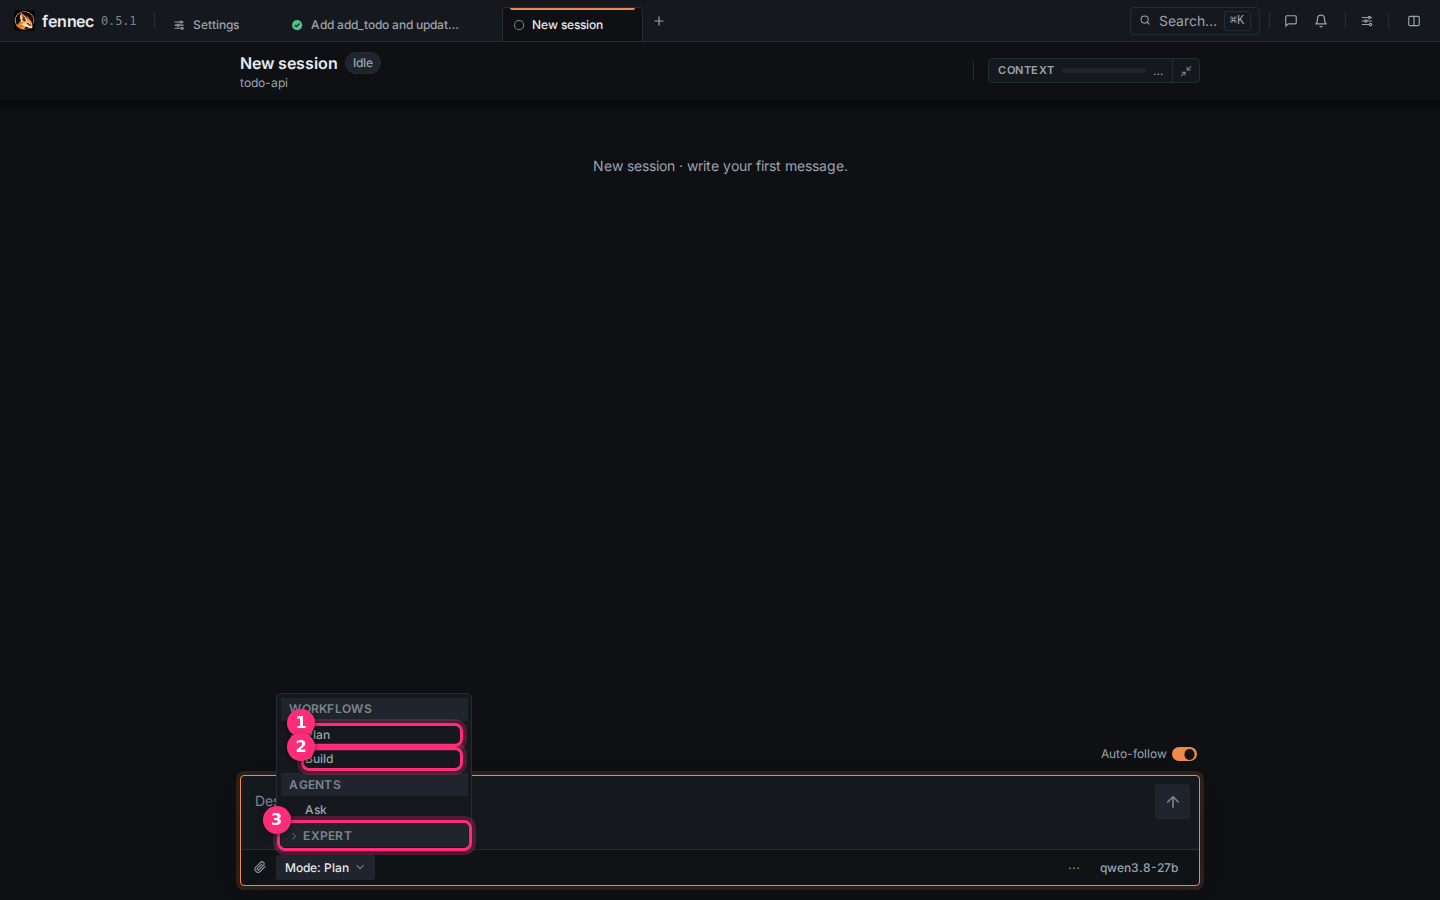 fennec 0.5.1
Settings
Add add_todo and updat...
New session
Search... ⌘K
New session Idle
todo-api
CONTEXT ...
New session · write your first message.
WORKFLOWS
1
Plan
2
Build
AGENTS
Ask
3
EXPERT
Auto-follow
Mode: Plan
... qwen3.8-27b